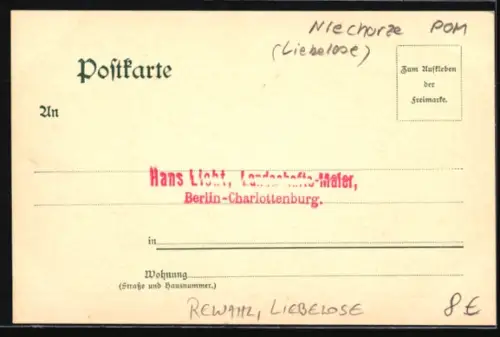 Niechorze POM
(Liebelose)
Postkarte
Zum Aufkleben
der
Freimarke.
An
Hans Licht, Landschafts-Maler,
Berlin-Charlottenburg.
in
Wohnung
(Straße und Hausnummer.)
REWAHL, LIEBELOSE 8€